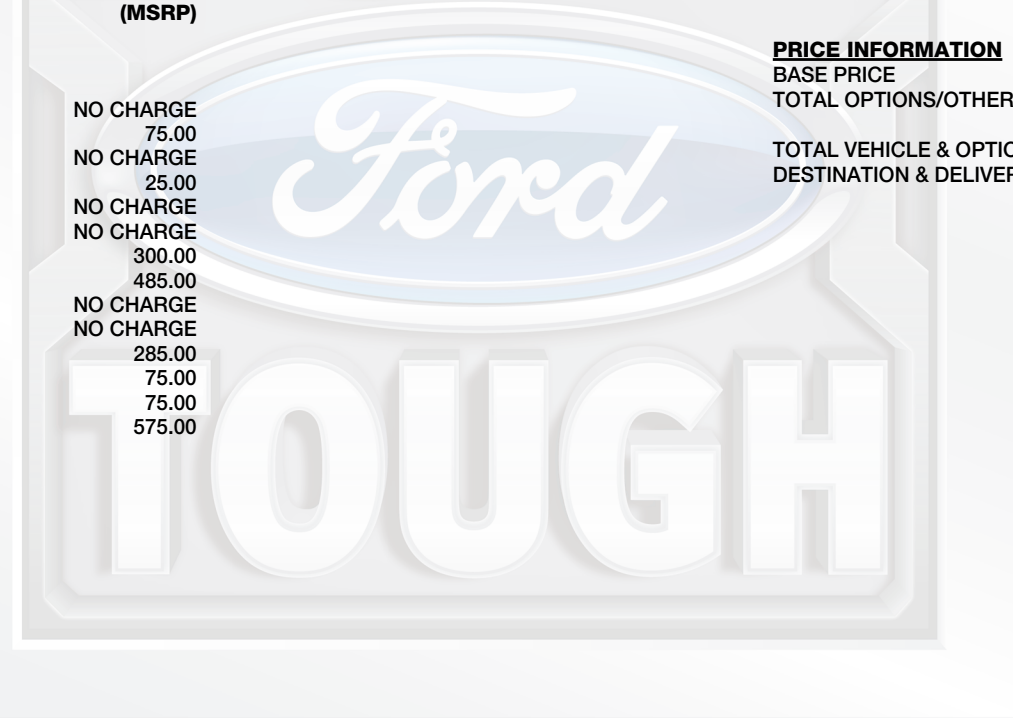 (MSRP)
NO CHARGE
75.00
NO CHARGE
25.00
NO CHARGE
NO CHARGE
300.00
485.00
NO CHARGE
NO CHARGE
285.00
75.00
75.00
575.00
PRICE INFORMATION
BASE PRICE
TOTAL OPTIONS/OTHER
TOTAL VEHICLE & OPTIO
DESTINATION & DELIVER
Ford
TOUGH